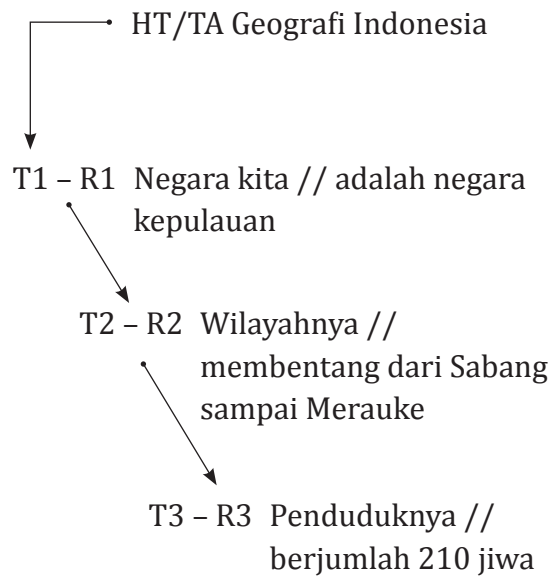 HT/TA Geografi Indonesia
T1 – R1 Negara kita // adalah negara
kepulauan
T2 – R2 Wilayahnya //
membentang dari Sabang
sampai Merauke
T3 – R3 Penduduknya //
berjumlah 210 jiwa